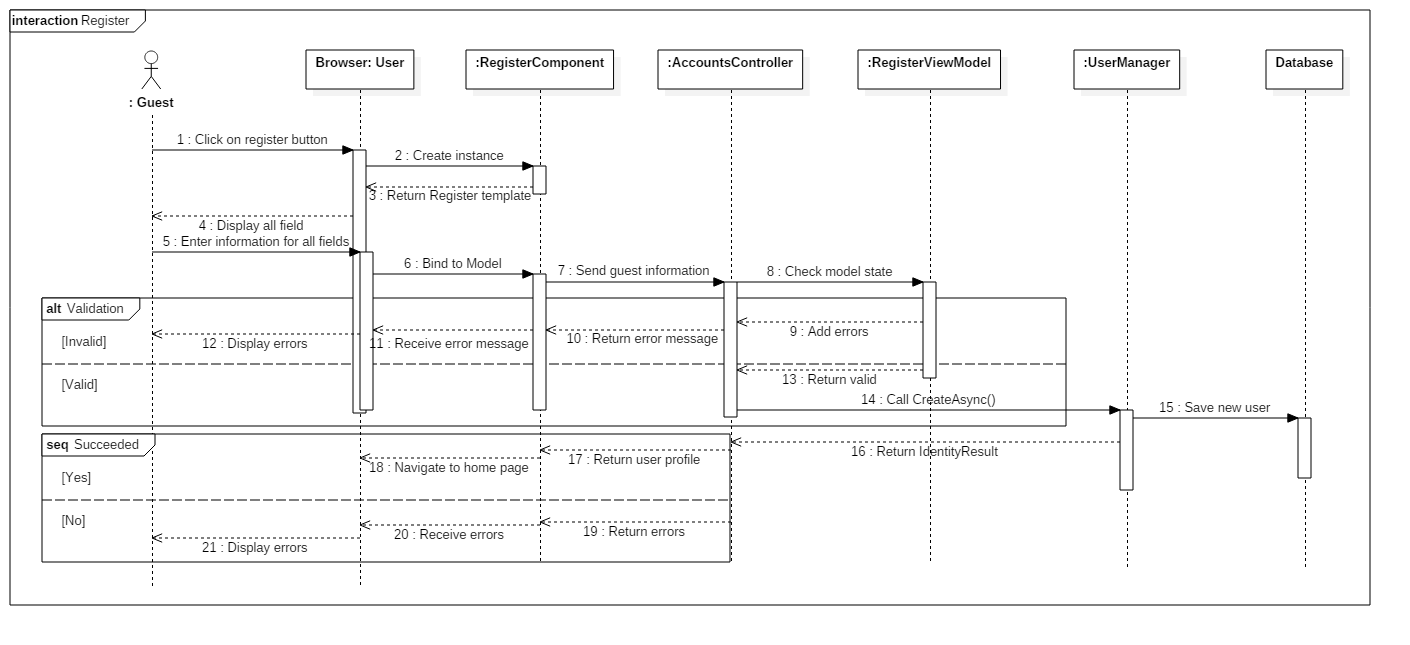 interaction Register
Browser: User
:RegisterComponent
:AccountsController
:RegisterViewModel
:UserManager
Database
: Guest
1 : Click on register button
2 : Create instance
3 : Return Register template
4 : Display all field
5 : Enter information for all fields
6 : Bind to Model
7 : Send guest information
8 : Check model state
alt Validation
[Invalid]
9 : Add errors
10 : Return error message
11 : Receive error message
12 : Display errors
[Valid]
13 : Return valid
14 : Call CreateAsync()
15 : Save new user
seq Succeeded
16 : Return IdentityResult
17 : Return user profile
18 : Navigate to home page
[Yes]
[No]
19 : Return errors
20 : Receive errors
21 : Display errors